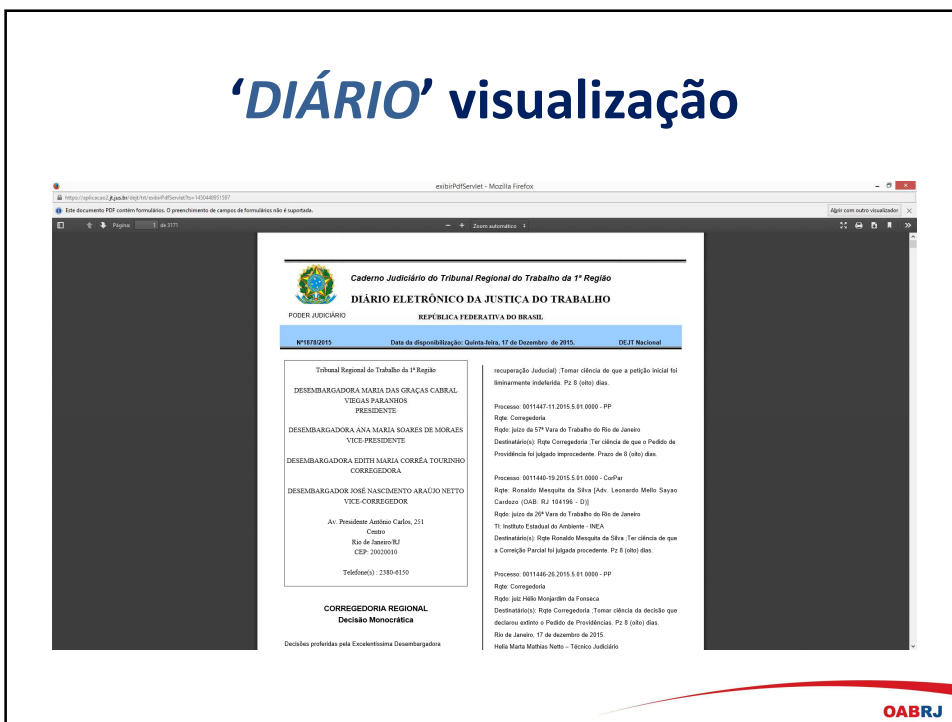 ‘DIÁRIO’ visualização
exibirPdfServlet - Mozilla Firefox
https://aplicacao2.jt.jus.br/dejt/txt/exibirPdfServlet?ts=1450448951597
Este documento PDF contém formulários. O preenchimento de campos de formulários não é suportada.
Abrir com outro visualizador
Página: 1 de 3171
Zoom automático
Caderno Judiciário do Tribunal Regional do Trabalho da 1ª Região
DIÁRIO ELETRÔNICO DA JUSTIÇA DO TRABALHO
PODER JUDICIÁRIO
REPÚBLICA FEDERATIVA DO BRASIL
Nº1878/2015 Data da disponibilização: Quinta-feira, 17 de Dezembro de 2015. DEJT Nacional
Tribunal Regional do Trabalho da 1ª Região
DESEMBARGADORA MARIA DAS GRAÇAS CABRAL
VIEGAS PARANHOS
PRESIDENTE
DESEMBARGADORA ANA MARIA SOARES DE MORAES
VICE-PRESIDENTE
DESEMBARGADORA EDITH MARIA CORRÊA TOURINHO
CORREGEDORA
DESEMBARGADOR JOSÉ NASCIMENTO ARAÚJO NETTO
VICE-CORREGEDOR
Av. Presidente Antônio Carlos, 251
Centro
Rio de Janeiro/RJ
CEP: 20020010
Telefone(s) : 2380-6150
CORREGEDORIA REGIONAL
Decisão Monocrática
Decisões proferidas pela Excelentíssima Desembargadora
recuperação Juducial) ;Tomar ciência de que a petição inicial foi
liminarmente indeferida. Pz 8 (oito) dias.
Processo: 0011447-11.2015.5.01.0000 - PP
Rqte: Corregedoria
Rqdo: juízo da 57ª Vara do Trabalho do Rio de Janeiro
Destinatário(s): Rqte Corregedoria ;Ter ciência de que o Pedido de
Providência foi julgado improcedente. Prazo de 8 (oito) dias.
Processo: 0011440-19.2015.5.01.0000 - CorPar
Rqte: Ronaldo Mesquita da Silva [Adv. Leonardo Mello Sayao
Cardozo (OAB: RJ 104196 - D)]
Rqdo: juízo da 26ª Vara do Trabalho do Rio de Janeiro
TI: Instituto Estadual do Ambiente - INEA
Destinatário(s): Rqte Ronaldo Mesquita da Silva ;Ter ciência de que
a Correição Parcial foi julgada procedente. Pz 8 (oito) dias.
Processo: 0011446-26.2015.5.01.0000 - PP
Rqte: Corregedoria
Rqdo: juiz Hélio Monjardim da Fonseca
Destinatário(s): Rqte Corregedoria ;Tomar ciência da decisão que
declarou extinto o Pedido de Providências. Pz 8 (oito) dias.
Rio de Janeiro, 17 de dezembro de 2015.
Helia Marta Mathias Netto – Técnico Judiciário
OABRJ